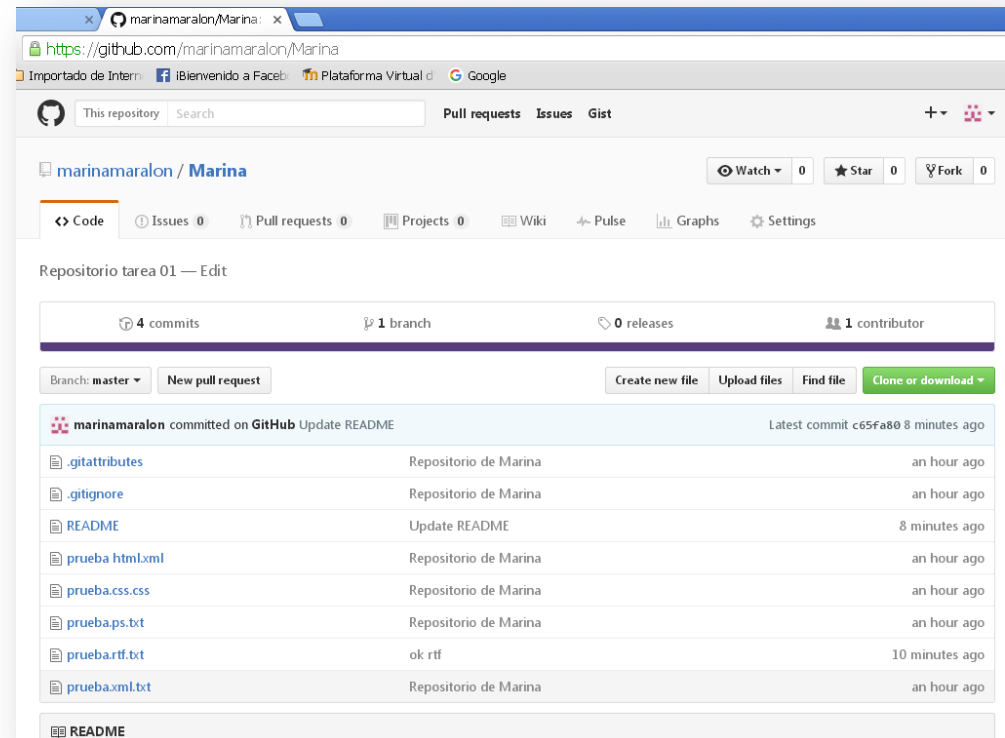 marinamaralon/Marina:
https://github.com/marinamaralon/Marina
Importado de Intern iBienvenido a Faceb Plataforma Virtual d Google
This repository Search Pull requests Issues Gist
marinamaralon / Marina Watch 0 Star 0 Fork 0
Code Issues 0 Pull requests 0 Projects 0 Wiki Pulse Graphs Settings
Repositorio tarea 01 — Edit
4 commits 1 branch 0 releases 1 contributor
Branch: master New pull request Create new file Upload files Find file Clone or download
marinamaralon committed on GitHub Update README Latest commit c65fa80 8 minutes ago
.gitattributes Repositorio de Marina an hour ago
.gitignore Repositorio de Marina an hour ago
README Update README 8 minutes ago
prueba html.xml Repositorio de Marina an hour ago
prueba.css.css Repositorio de Marina an hour ago
prueba.ps.txt Repositorio de Marina an hour ago
prueba.rtf.txt ok rtf 10 minutes ago
prueba.xml.txt Repositorio de Marina an hour ago
README